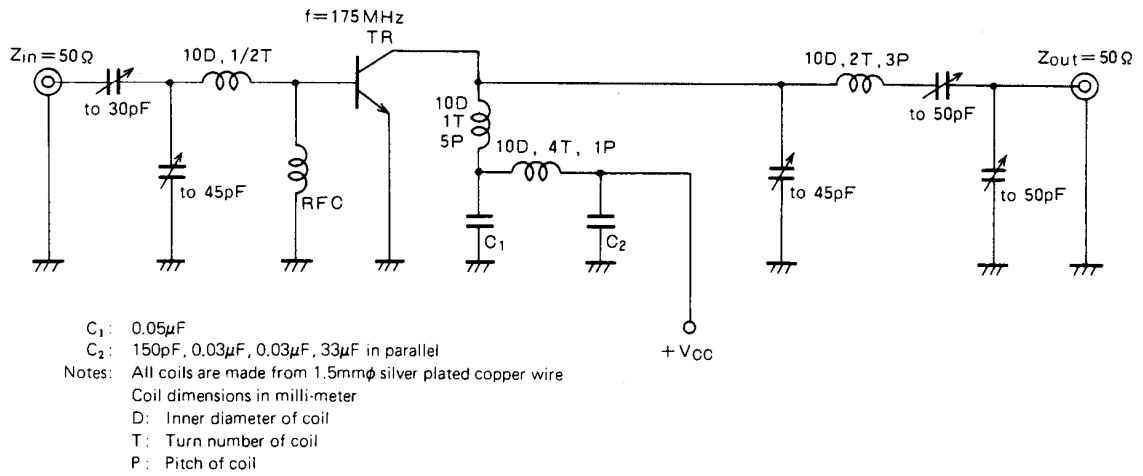 f=175MHz
TR
Zin=50Ω
10D, 1/2T
to 30pF
to 45pF
RFC
10D
1T
5P
10D, 4T, 1P
C₁
C₂
10D, 2T, 3P
Zout=50Ω
to 50pF
to 45pF
to 50pF
+VCC
C₁: 0.05μF
C₂: 150pF, 0.03μF, 0.03μF, 33μF in parallel
Notes: All coils are made from 1.5mmφ silver plated copper wire
Coil dimensions in milli-meter
D: Inner diameter of coil
T: Turn number of coil
P: Pitch of coil